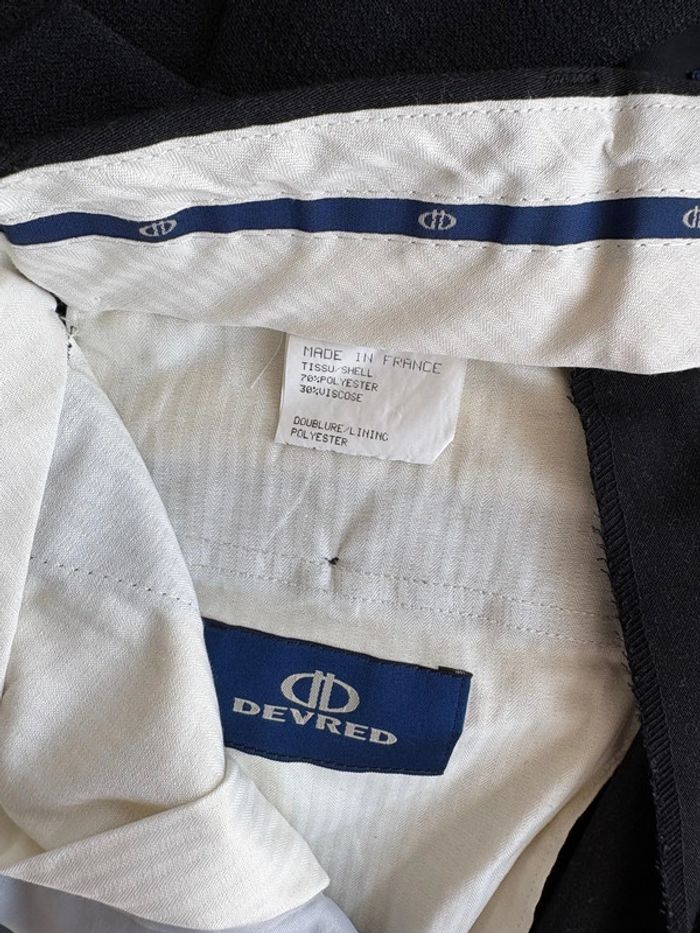 MADE IN FRANCE
TISSU/SHELL
70%POLYESTER
30%VISCOSE
DOUBLURE/LINING
POLYESTER
DEVRED